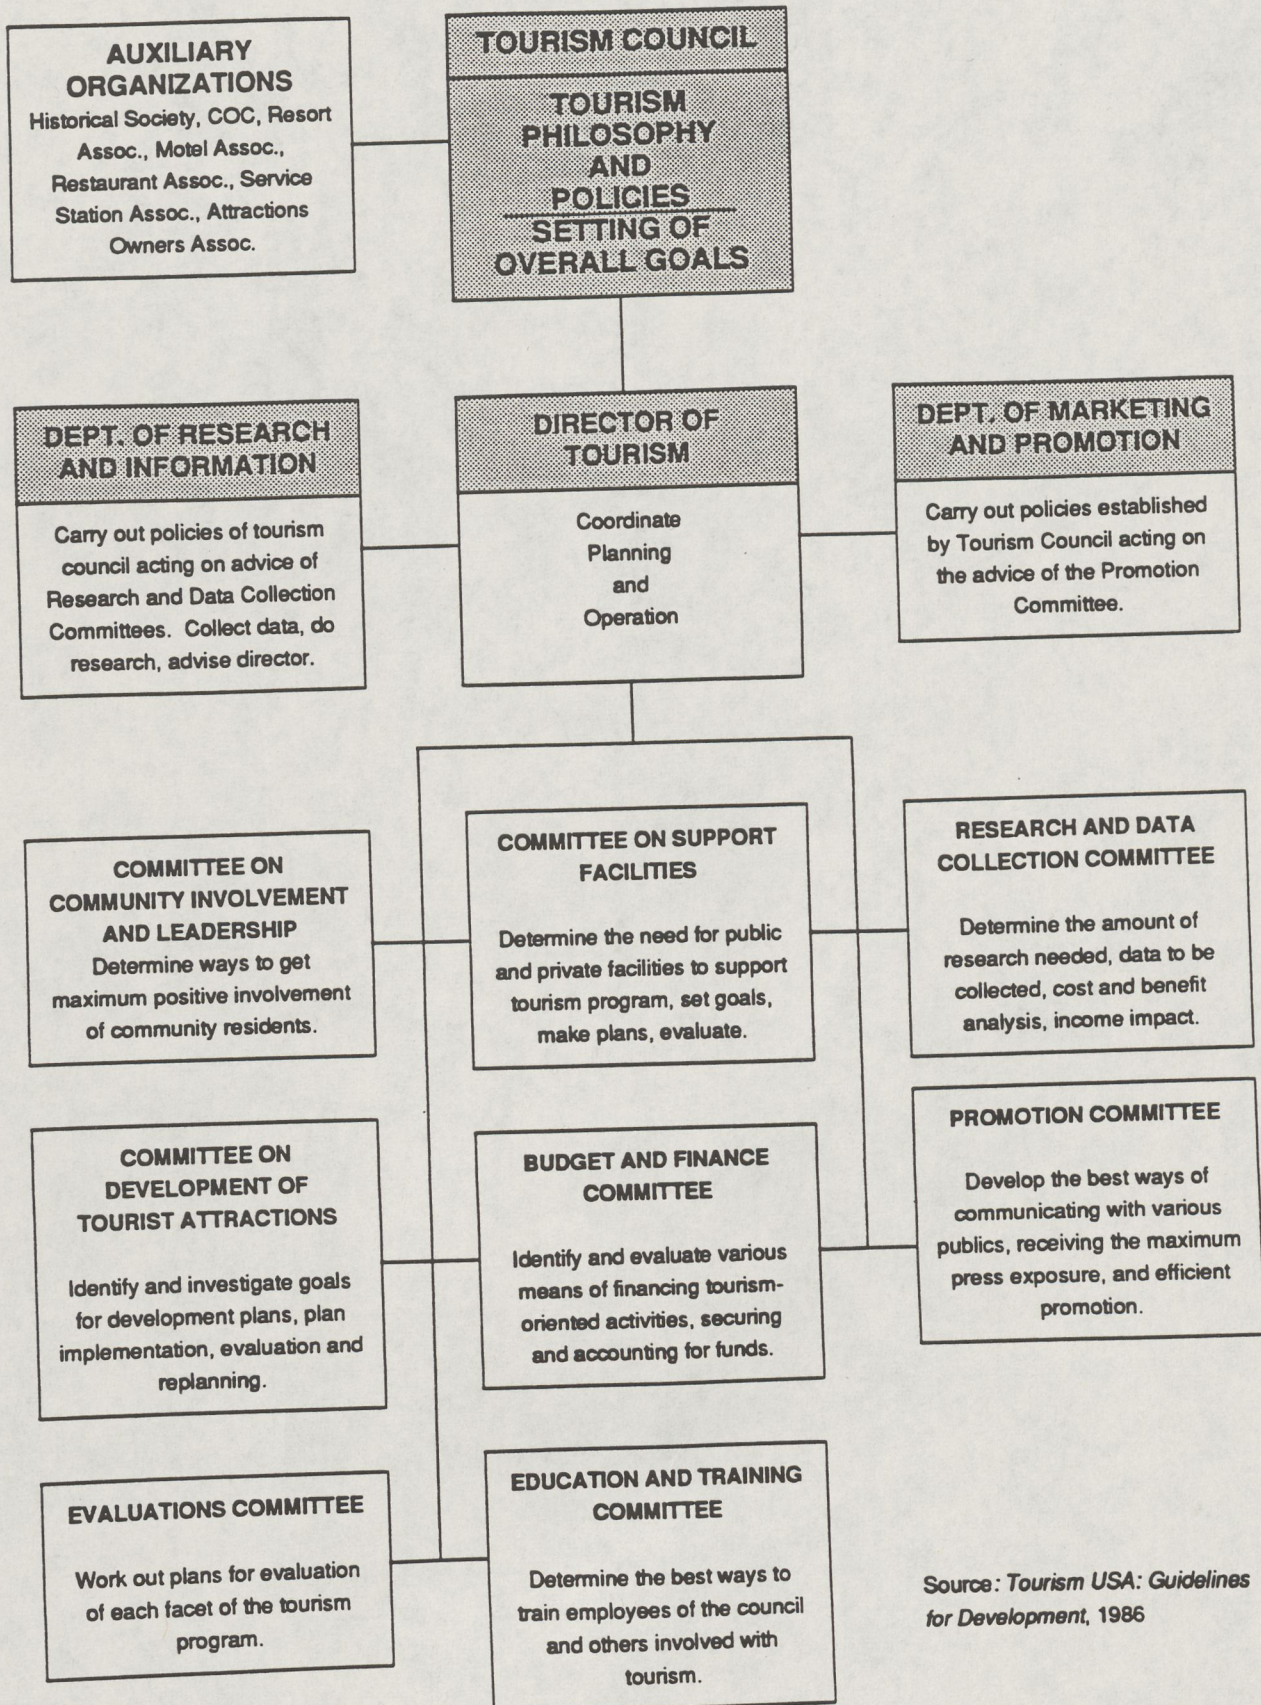 AUXILIARY
ORGANIZATIONS
Historical Society, COC, Resort
Assoc., Motel Assoc.,
Restaurant Assoc., Service
Station Assoc., Attractions
Owners Assoc.
TOURISM COUNCIL
TOURISM
PHILOSOPHY
AND
POLICIES
SETTING OF
OVERALL GOALS
DEPT. OF RESEARCH
AND INFORMATION
Carry out policies of tourism
council acting on advice of
Research and Data Collection
Committees. Collect data, do
research, advise director.
DIRECTOR OF
TOURISM
Coordinate
Planning
and
Operation
DEPT. OF MARKETING
AND PROMOTION
Carry out policies established
by Tourism Council acting on
the advice of the Promotion
Committee.
COMMITTEE ON
COMMUNITY INVOLVEMENT
AND LEADERSHIP
Determine ways to get
maximum positive involvement
of community residents.
COMMITTEE ON SUPPORT
FACILITIES
Determine the need for public
and private facilities to support
tourism program, set goals,
make plans, evaluate.
RESEARCH AND DATA
COLLECTION COMMITTEE
Determine the amount of
research needed, data to be
collected, cost and benefit
analysis, income impact.
COMMITTEE ON
DEVELOPMENT OF
TOURIST ATTRACTIONS
Identify and investigate goals
for development plans, plan
implementation, evaluation and
replanning.
BUDGET AND FINANCE
COMMITTEE
Identify and evaluate various
means of financing tourism-
oriented activities, securing
and accounting for funds.
PROMOTION COMMITTEE
Develop the best ways of
communicating with various
publics, receiving the maximum
press exposure, and efficient
promotion.
EVALUATIONS COMMITTEE
Work out plans for evaluation
of each facet of the tourism
program.
EDUCATION AND TRAINING
COMMITTEE
Determine the best ways to
train employees of the council
and others involved with
tourism.
Source: Tourism USA: Guidelines
for Development, 1986